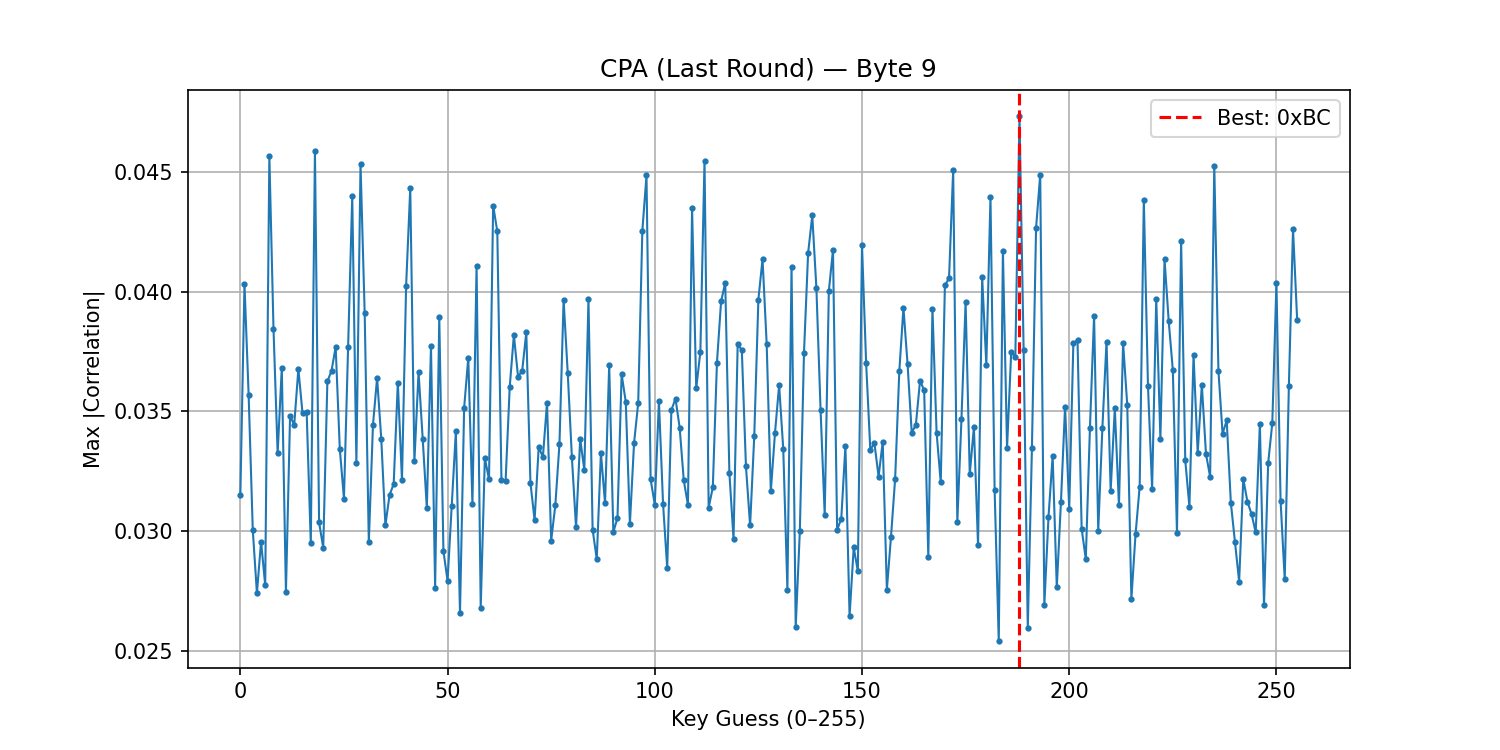 CPA (Last Round) — Byte 9
Best: 0xBC
Max |Correlation|
0.045
0.040
0.035
0.030
0.025
0 50 100 150 200 250
Key Guess (0–255)